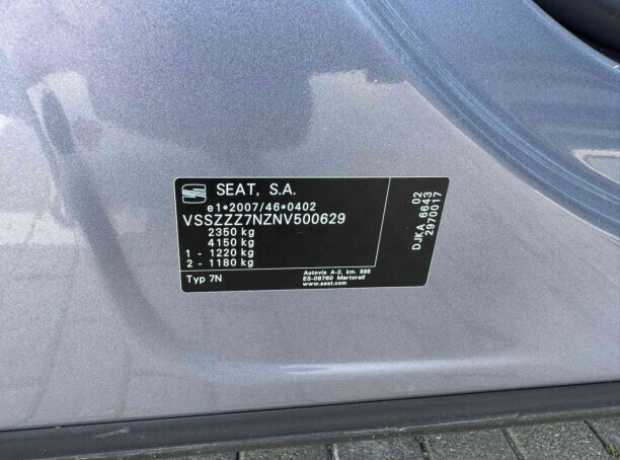 SEAT, S.A.
e1*2007/46*0402
VSSZZZ7NZNV500629
2350 kg
4150 kg
1 - 1220 kg
2 - 1180 kg
Typ 7N
Autovia A-2, km. 585
ES-08760 Martorell
www.seat.com
DJKA 6643 02
2970017